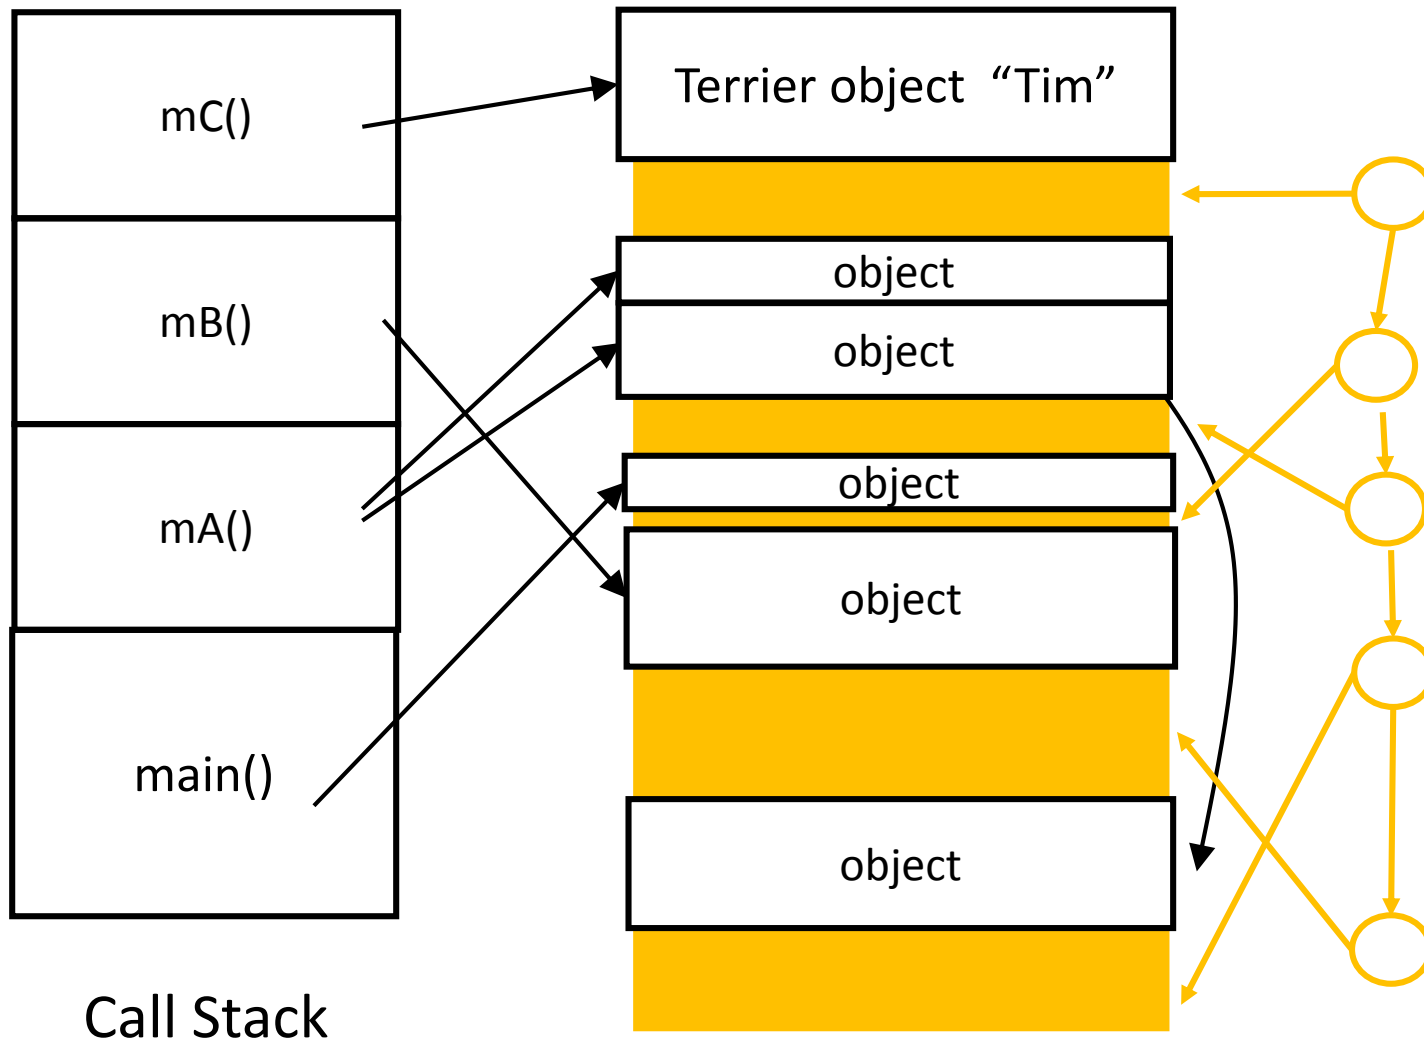 mC()
mB()
mA()
main()
Call Stack
Terrier object  “Tim”
object
object
object
object
object